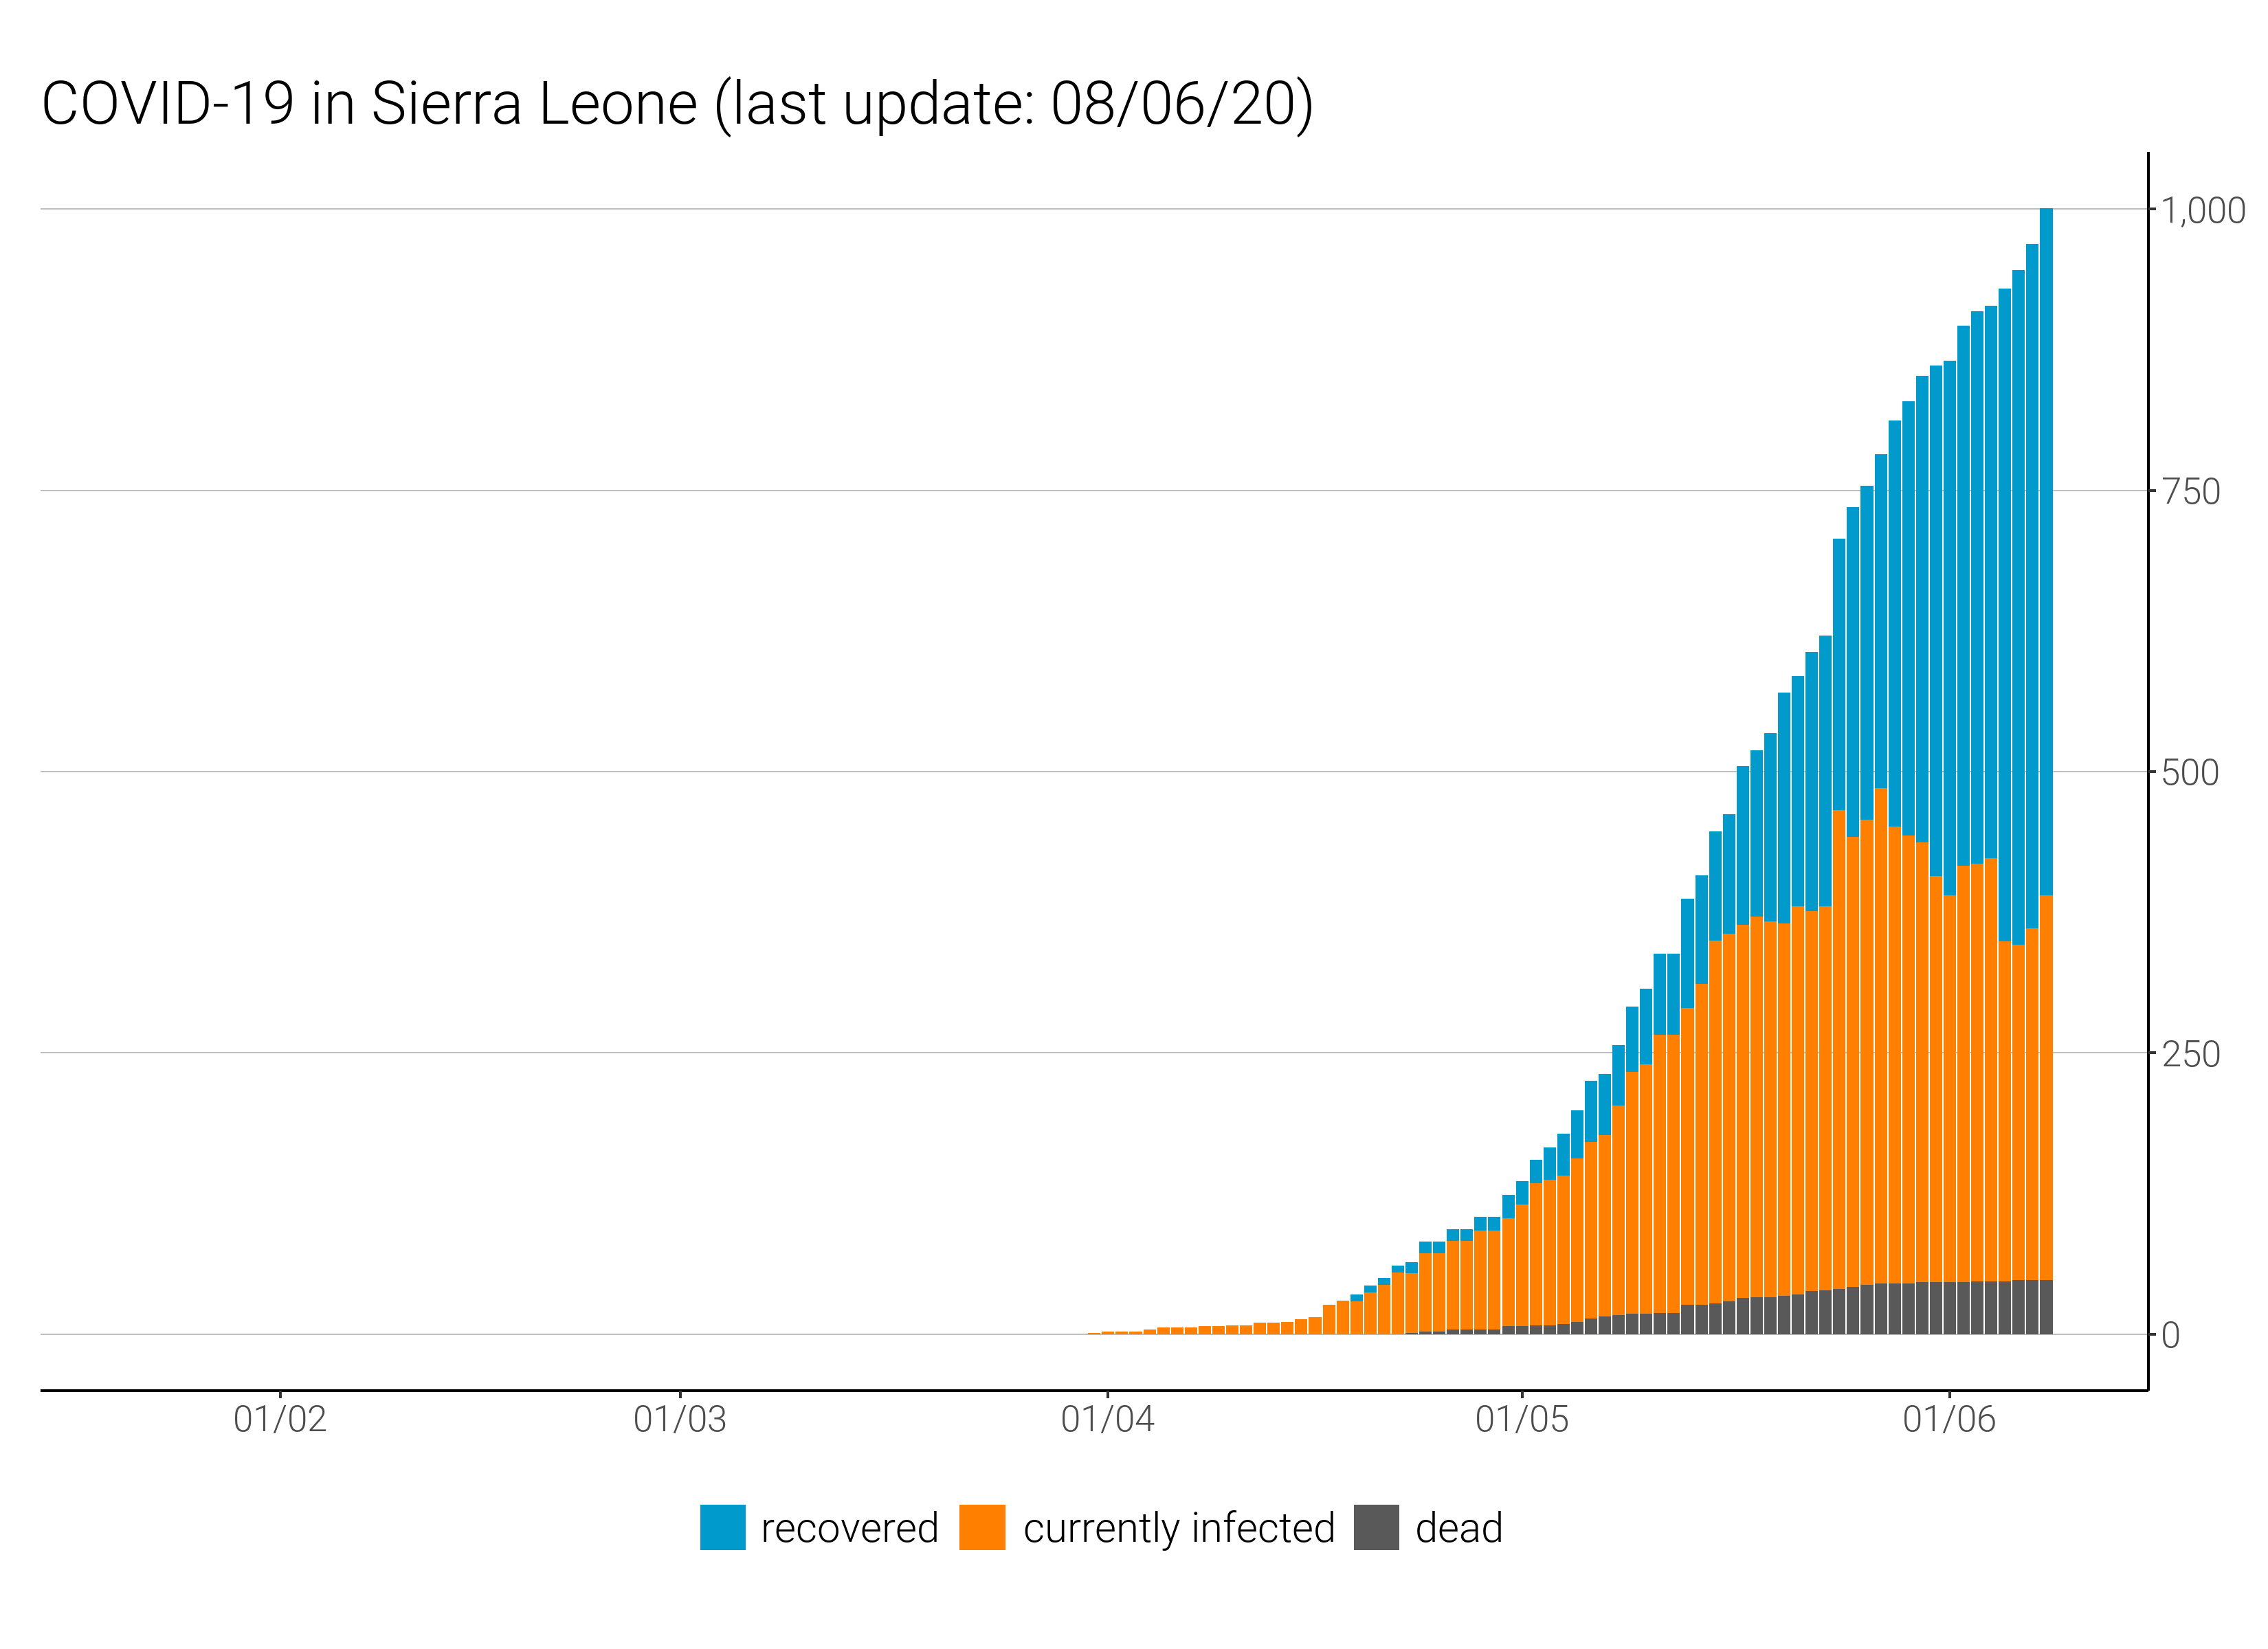 COVID-19 in Sierra Leone (last update: 08/06/20)
1,000
750
500
250
0
01/02 01/03 01/04 01/05 01/06
recovered currently infected dead